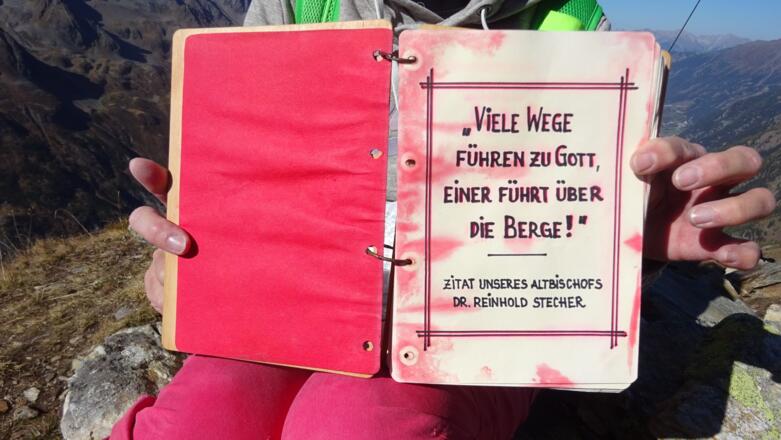 „VIELE WEGE
FÜHREN ZU GOTT,
EINER FÜHRT ÜBER
DIE BERGE!"
ZITAT UNSERES ALTBISCHOFS
DR. REINHOLD STECHER